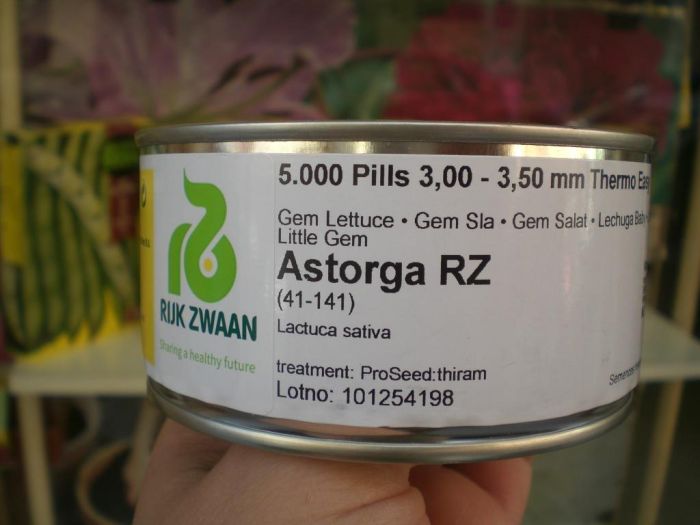 5.000 Pills 3,00 - 3,50 mm Thermo Easy
Gem Lettuce • Gem Sla • Gem Salat • Lechuga Baby
Little Gem
Astorga RZ
(41-141)
Lactuca sativa
treatment: ProSeed:thiram
Lotno: 101254198
RIJK ZWAAN
Sharing a healthy future